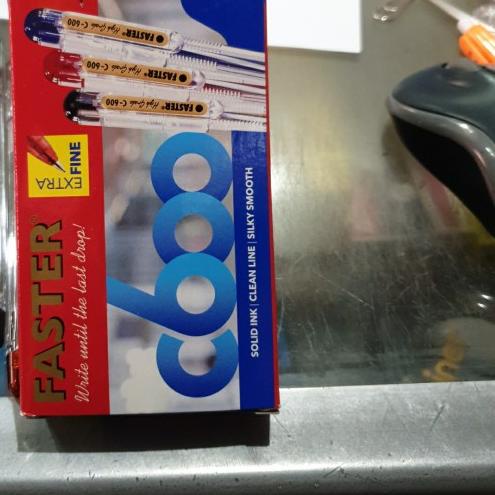 FASTER®
Write until the last drop!
EXTRA
FINE
c600
SOLID INK | CLEAN LINE | SILKY SMOOTH
FASTER® High Grade C-600
FASTER® High Grade C-600
FASTER® High Grade C-600